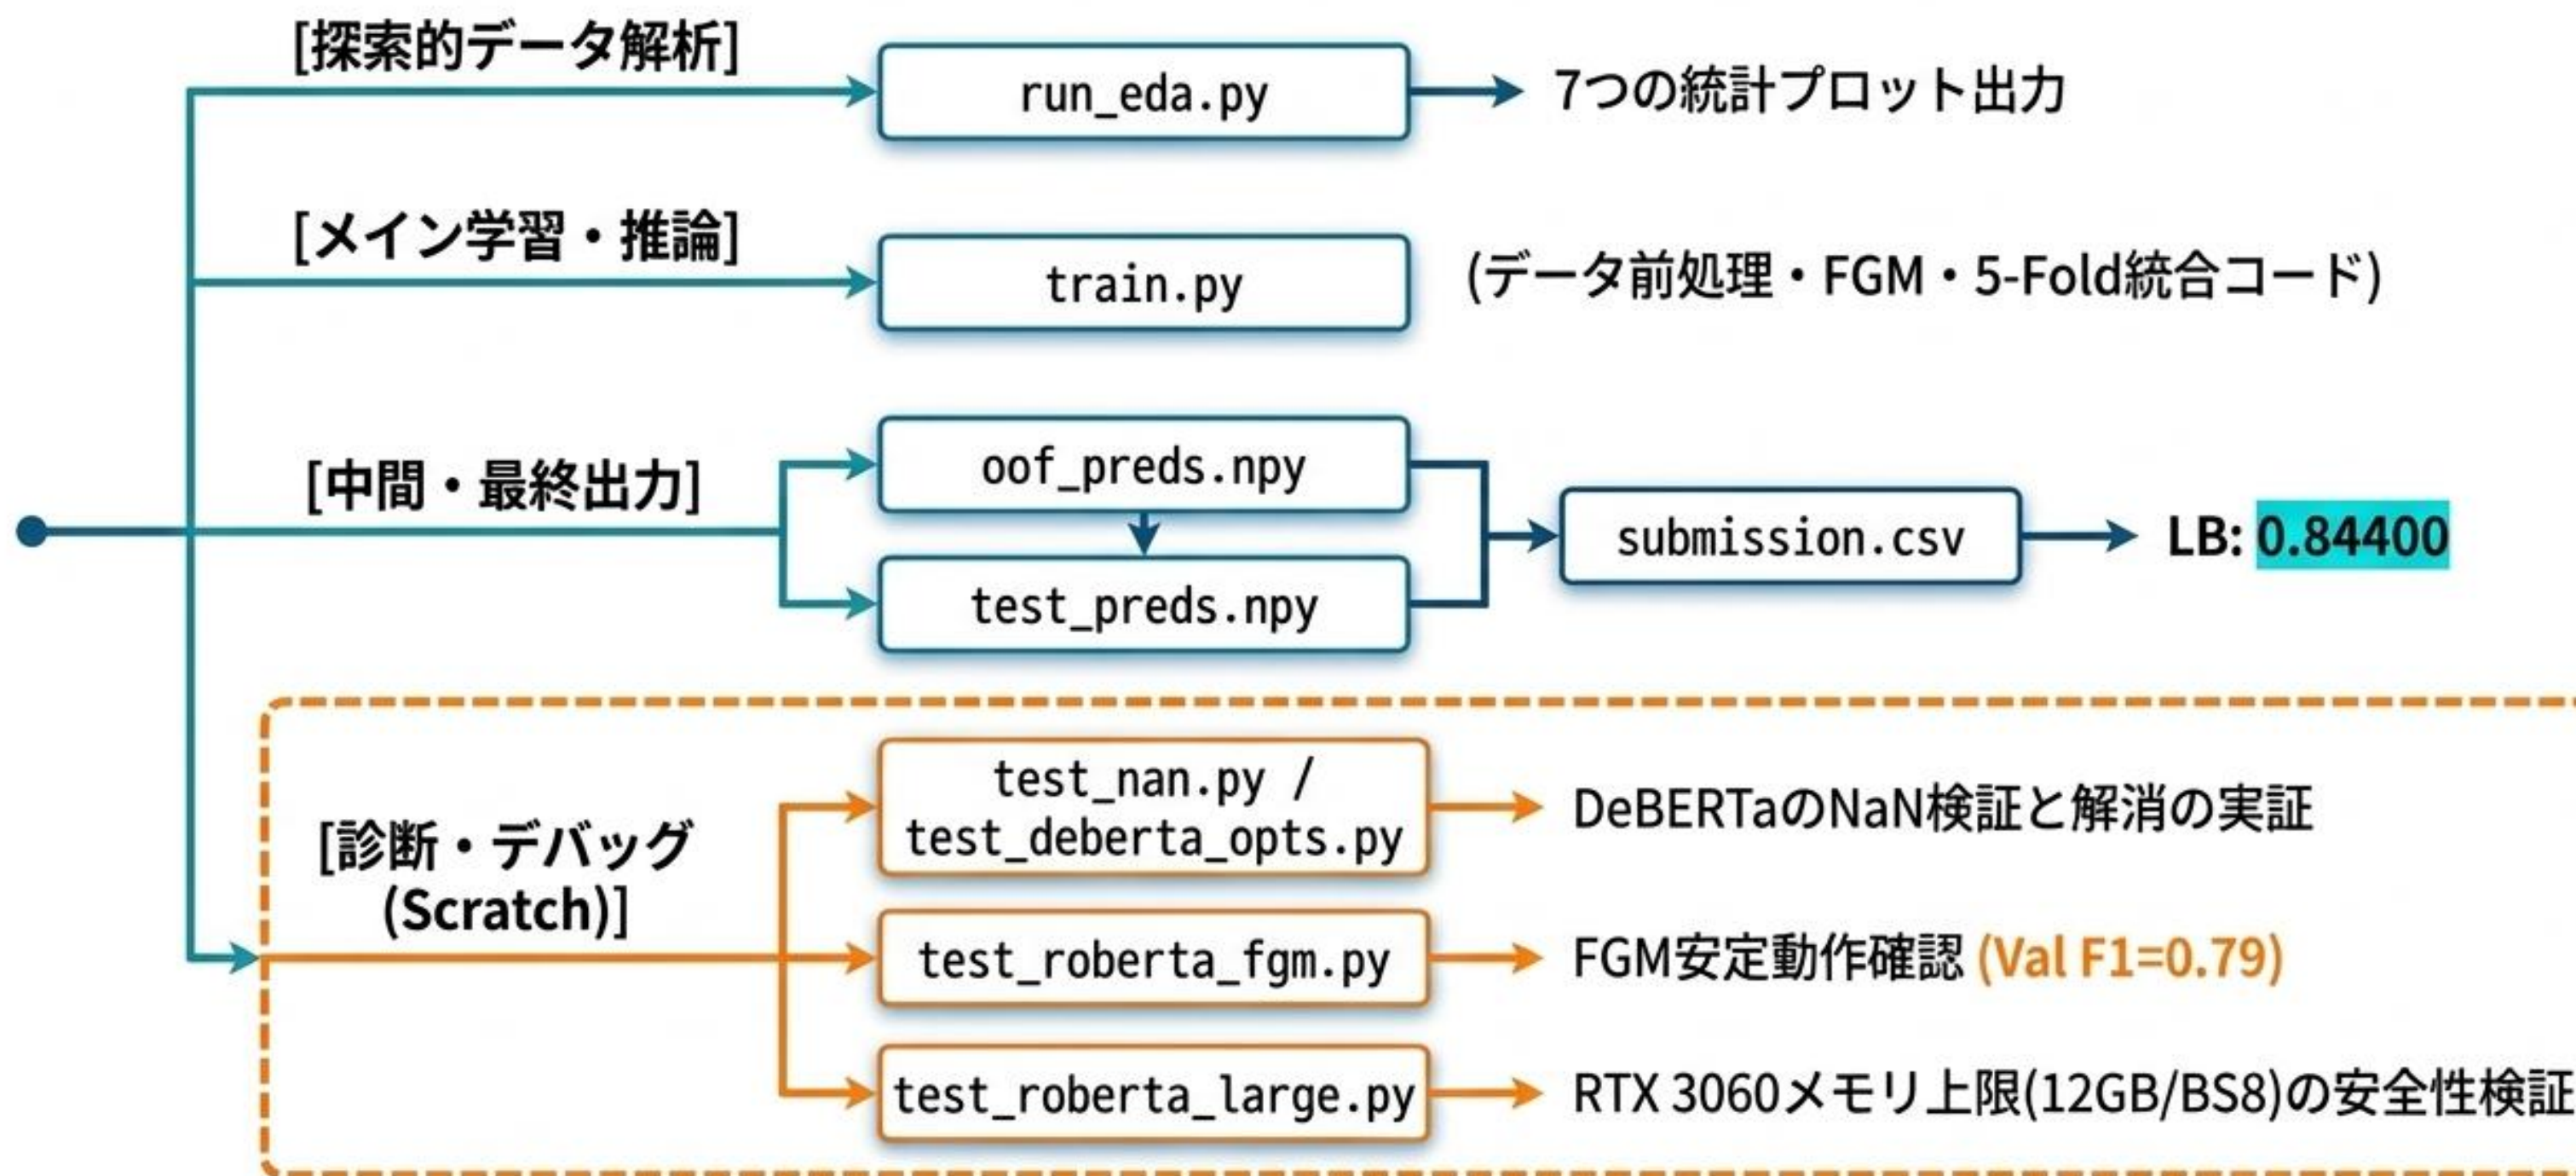 [探索的データ解析]
run_eda.py
7つの統計プロット出力
[メイン学習・推論]
train.py
(データ前処理・FGM・5-Fold統合コード)
[中間・最終出力]
oof_preds.npy
test_preds.npy
submission.csv
LB: 0.84400
[診断・デバッグ
(Scratch)]
test_nan.py /
test_deberta_opts.py
DeBERTaのNaN検証と解消の実証
test_roberta_fgm.py
FGM安定動作確認 (Val F1=0.79)
test_roberta_large.py
RTX 3060メモリ上限(12GB/BS8)の安全性検証